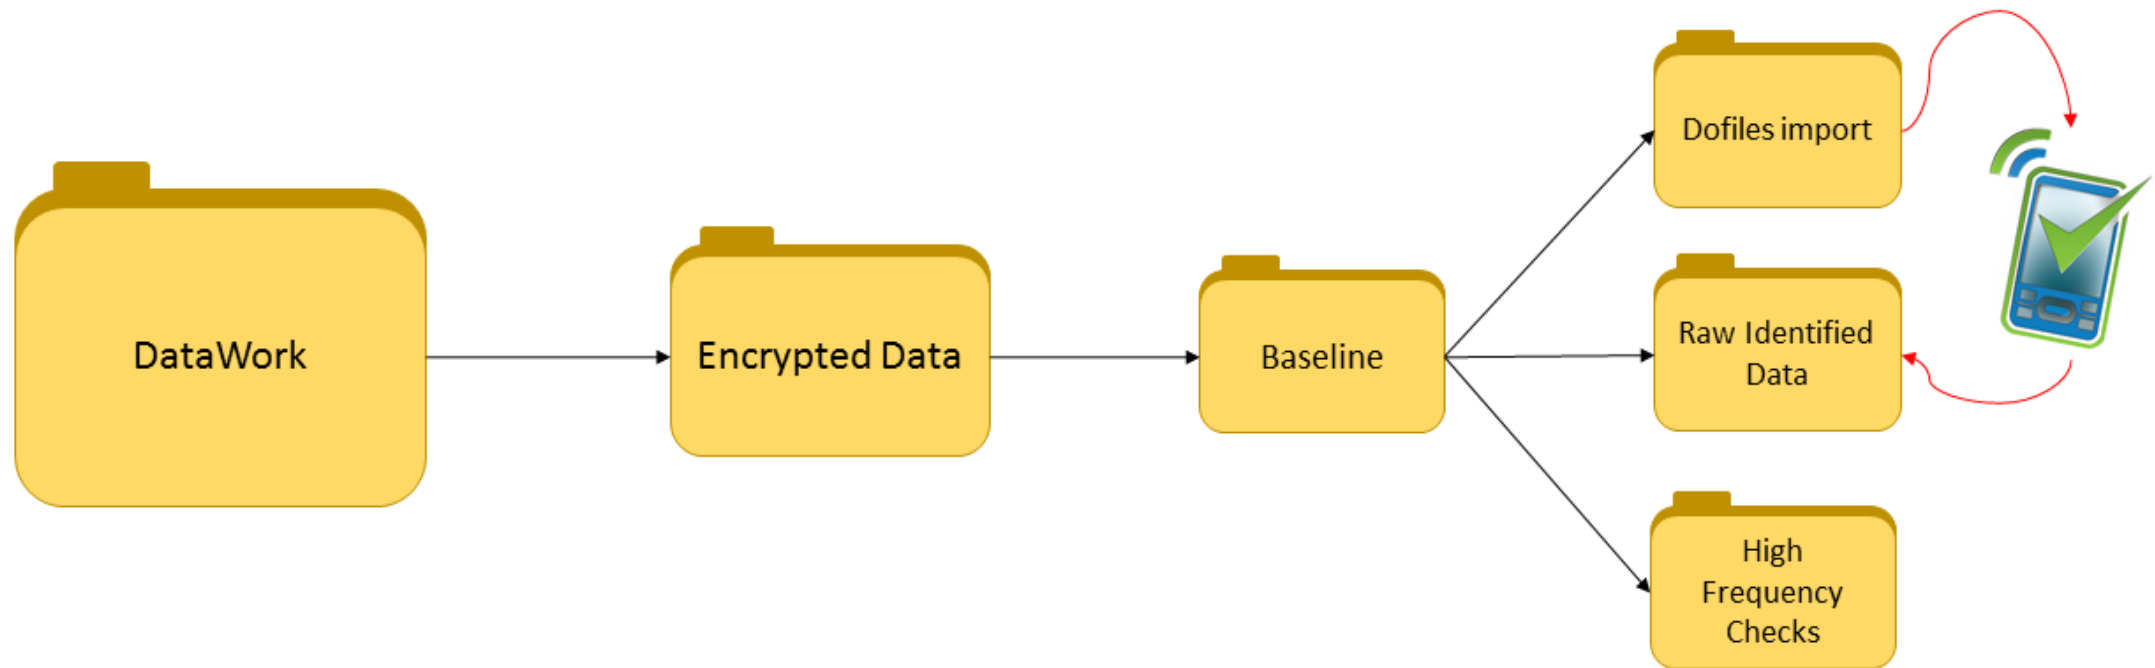 DataWork
Encrypted Data
Baseline
Dofiles import
Raw Identified
Data
High
Frequency
Checks